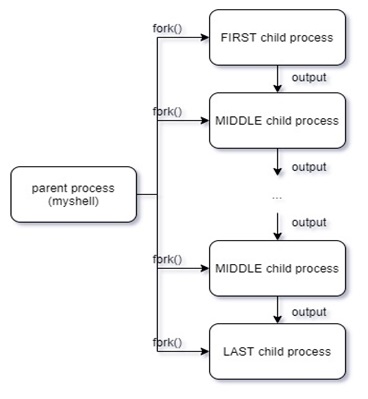 fork()
FIRST child process
output
fork()
MIDDLE child process
output
parent process
(myshell)
...
output
fork()
MIDDLE child process
output
fork()
LAST child process